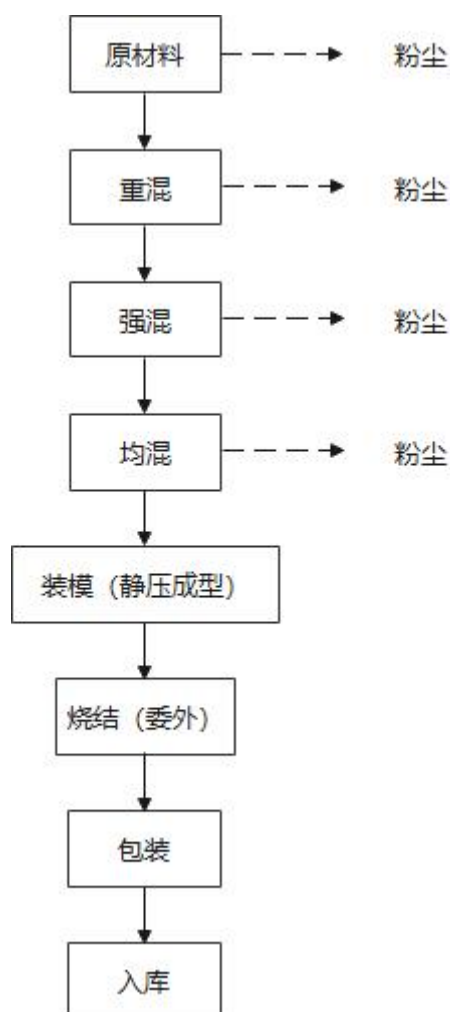 原材料 粉尘
重混 粉尘
强混 粉尘
均混 粉尘
装模（静压成型）
烧结（委外）
包装
入库